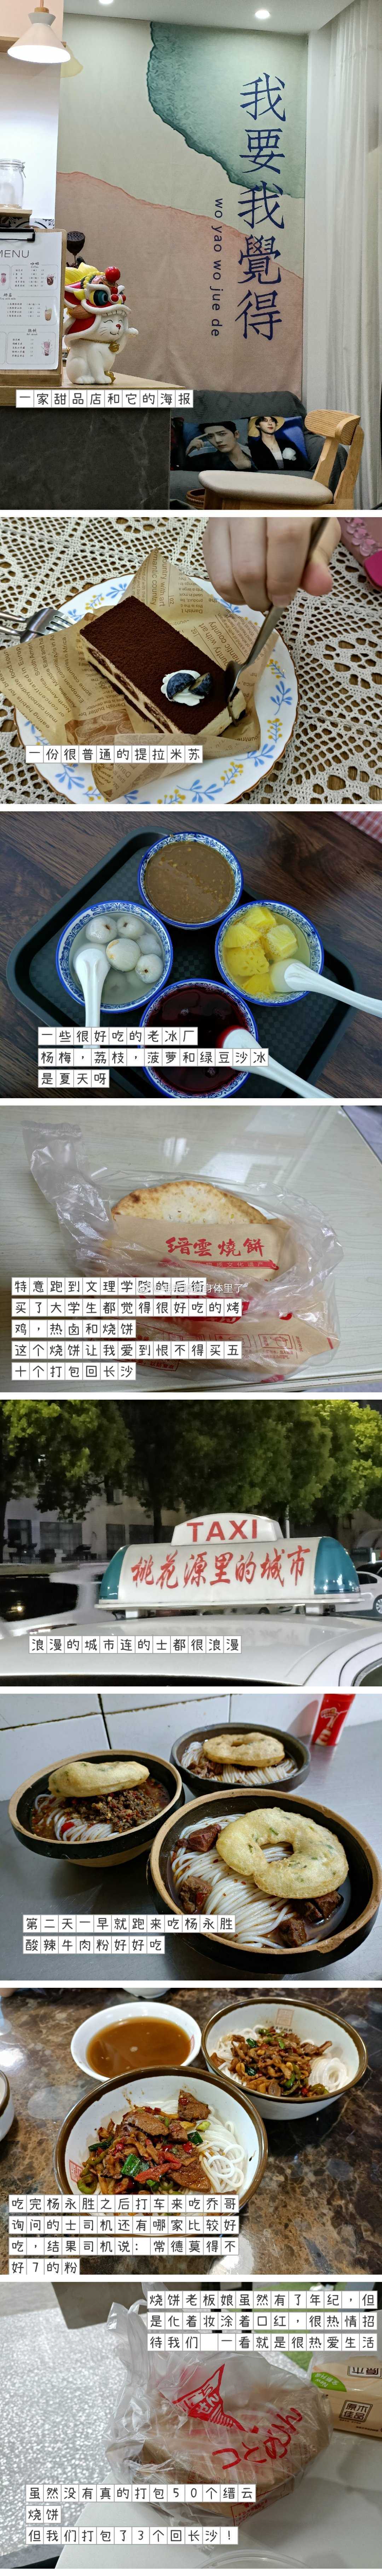 我要我覺得
wo yao wo jue de
MENU
一家甜品店和它的海报
一份很普通的提拉米苏
一些很好吃的老冰厂
杨梅，荔枝，菠萝和绿豆沙冰
是夏天呀
缙雲燒餅
特意跑到文理学院的后街
买了大学生都觉得很好吃的烤
鸡，热卤和烧饼
这个烧饼让我爱到恨不得买五
十个打包回长沙
TAXI
桃花源里的城市
浪漫的城市连的士都很浪漫
第二天一早就跑来吃杨永胜
酸辣牛肉粉好好吃
吃完杨永胜之后打车来吃乔哥
询问的士司机还有哪家比较好
吃，结果司机说：常德莫得不
好7的粉
烧饼老板娘虽然有了年纪，但
是化着妆涂着口红，很热情招
待我们 一看就是很热爱生活
原木
佳品
虽然没有真的打包50个缙云
烧饼
但我们打包了3个回长沙！